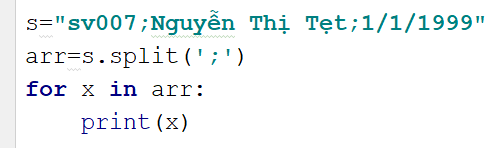 s="sv007;Nguyễn Thị Tẹt;1/1/1999"
arr=s.split(';')
for x in arr:
    print(x)